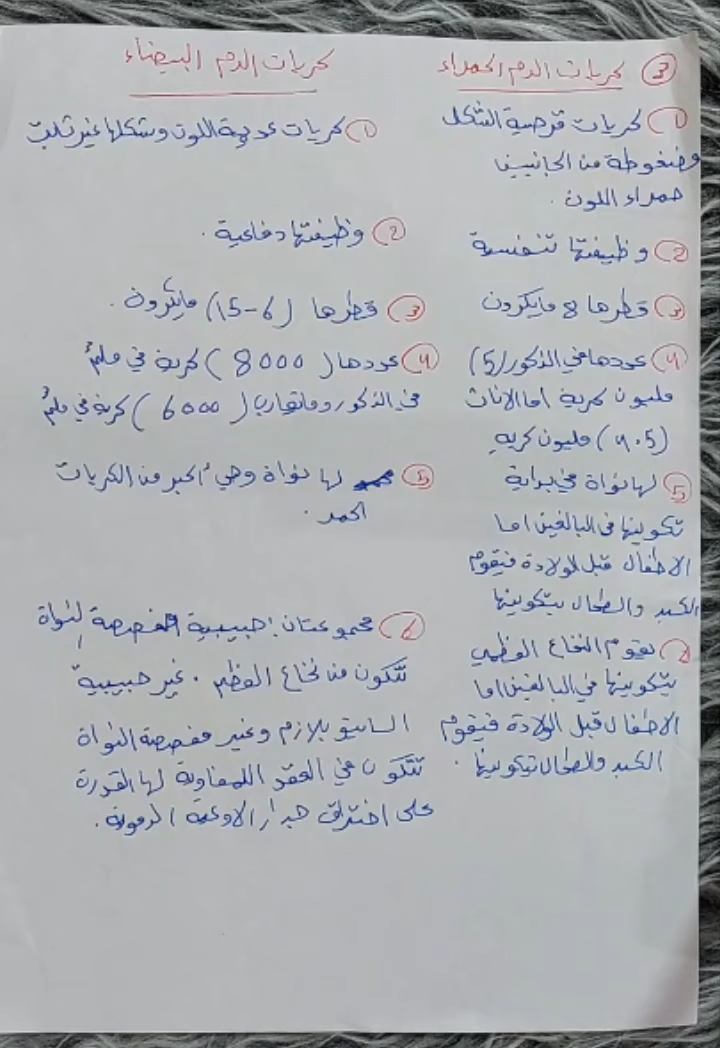 ③ كريات الدم الحمراء
① كريات قرصية الشكل
مضغوطة من الجانبين
حمراء اللون .
② وظيفتها تنفسية
③ قطرها 8 مايكرون
④ عددها في الذكور (5)
مليون كرية اما الاناث
(4.5) مليون كريه
⑤ لها نواة في بداية
تكوينها في البالغين اما
الاطفال قبل الولادة فيقوم
الكبد والطحال بتكوينها
⑥ يقوم النخاع العظمي
بتكوينها في البالغين اما
الاطفال قبل الولادة فيقوم
الكبد والطحال بتكوينها .
كريات الدم البيضاء
① كريات عديمة اللون وشكلها غير ثابت
② وظيفتها دفاعية .
③ قطرها (6-15) مايكرون .
④ عددها (8000) كرية في ملم³
في الذكور وما تقارب (6000) كرية في ملم³
⑤ لها نواة وهي اكبر من الكريات
الحمر .
⑥ مجموعتان : حبيبية مفصصة النواة
تتكون من نخاع العظم . غير حبيبية
السايتوبلازم وغير مفصصة النواة
تتكون في العقد اللمفاوية لها القدرة
على اختراق جدار الاوعية الدموية .